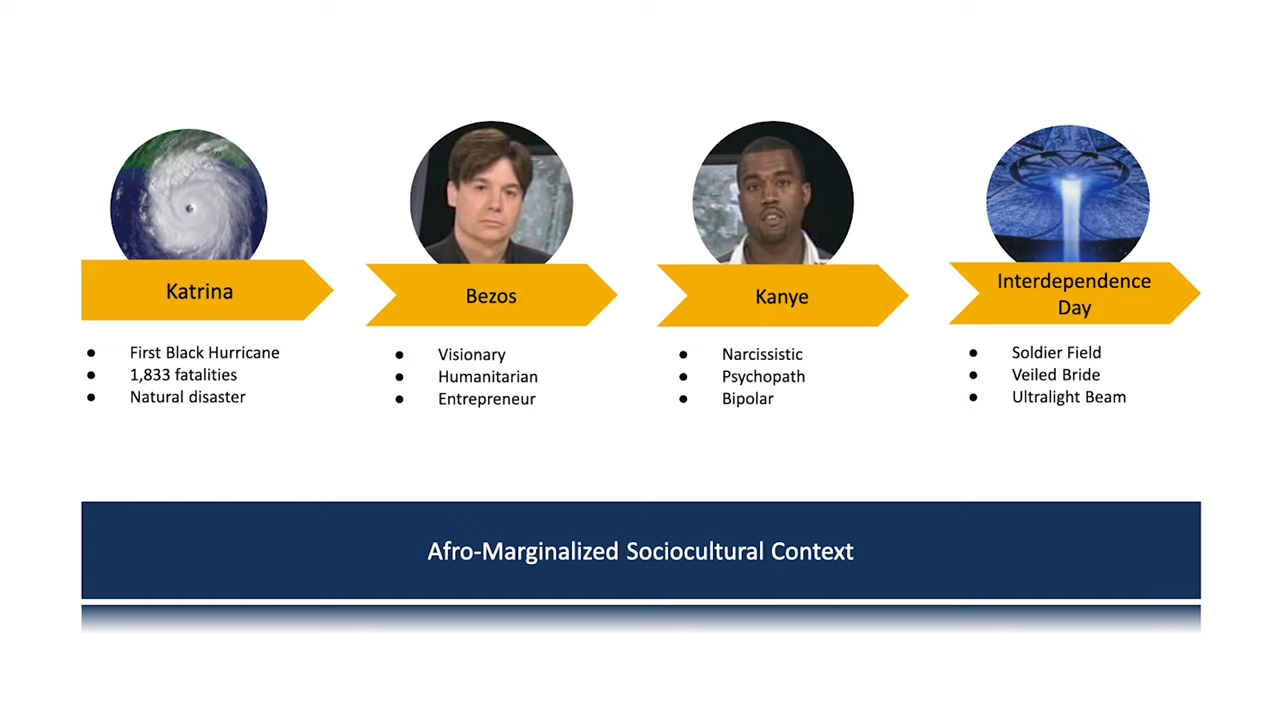 Katrina
First Black Hurricane
1,833 fatalities
Natural disaster
Bezos
Visionary
Humanitarian
Entrepreneur
Kanye
Narcissistic
Psychopath
Bipolar
Interdependence
Day
Soldier Field
Veiled Bride
Ultralight Beam
Afro-Marginalized Sociocultural Context